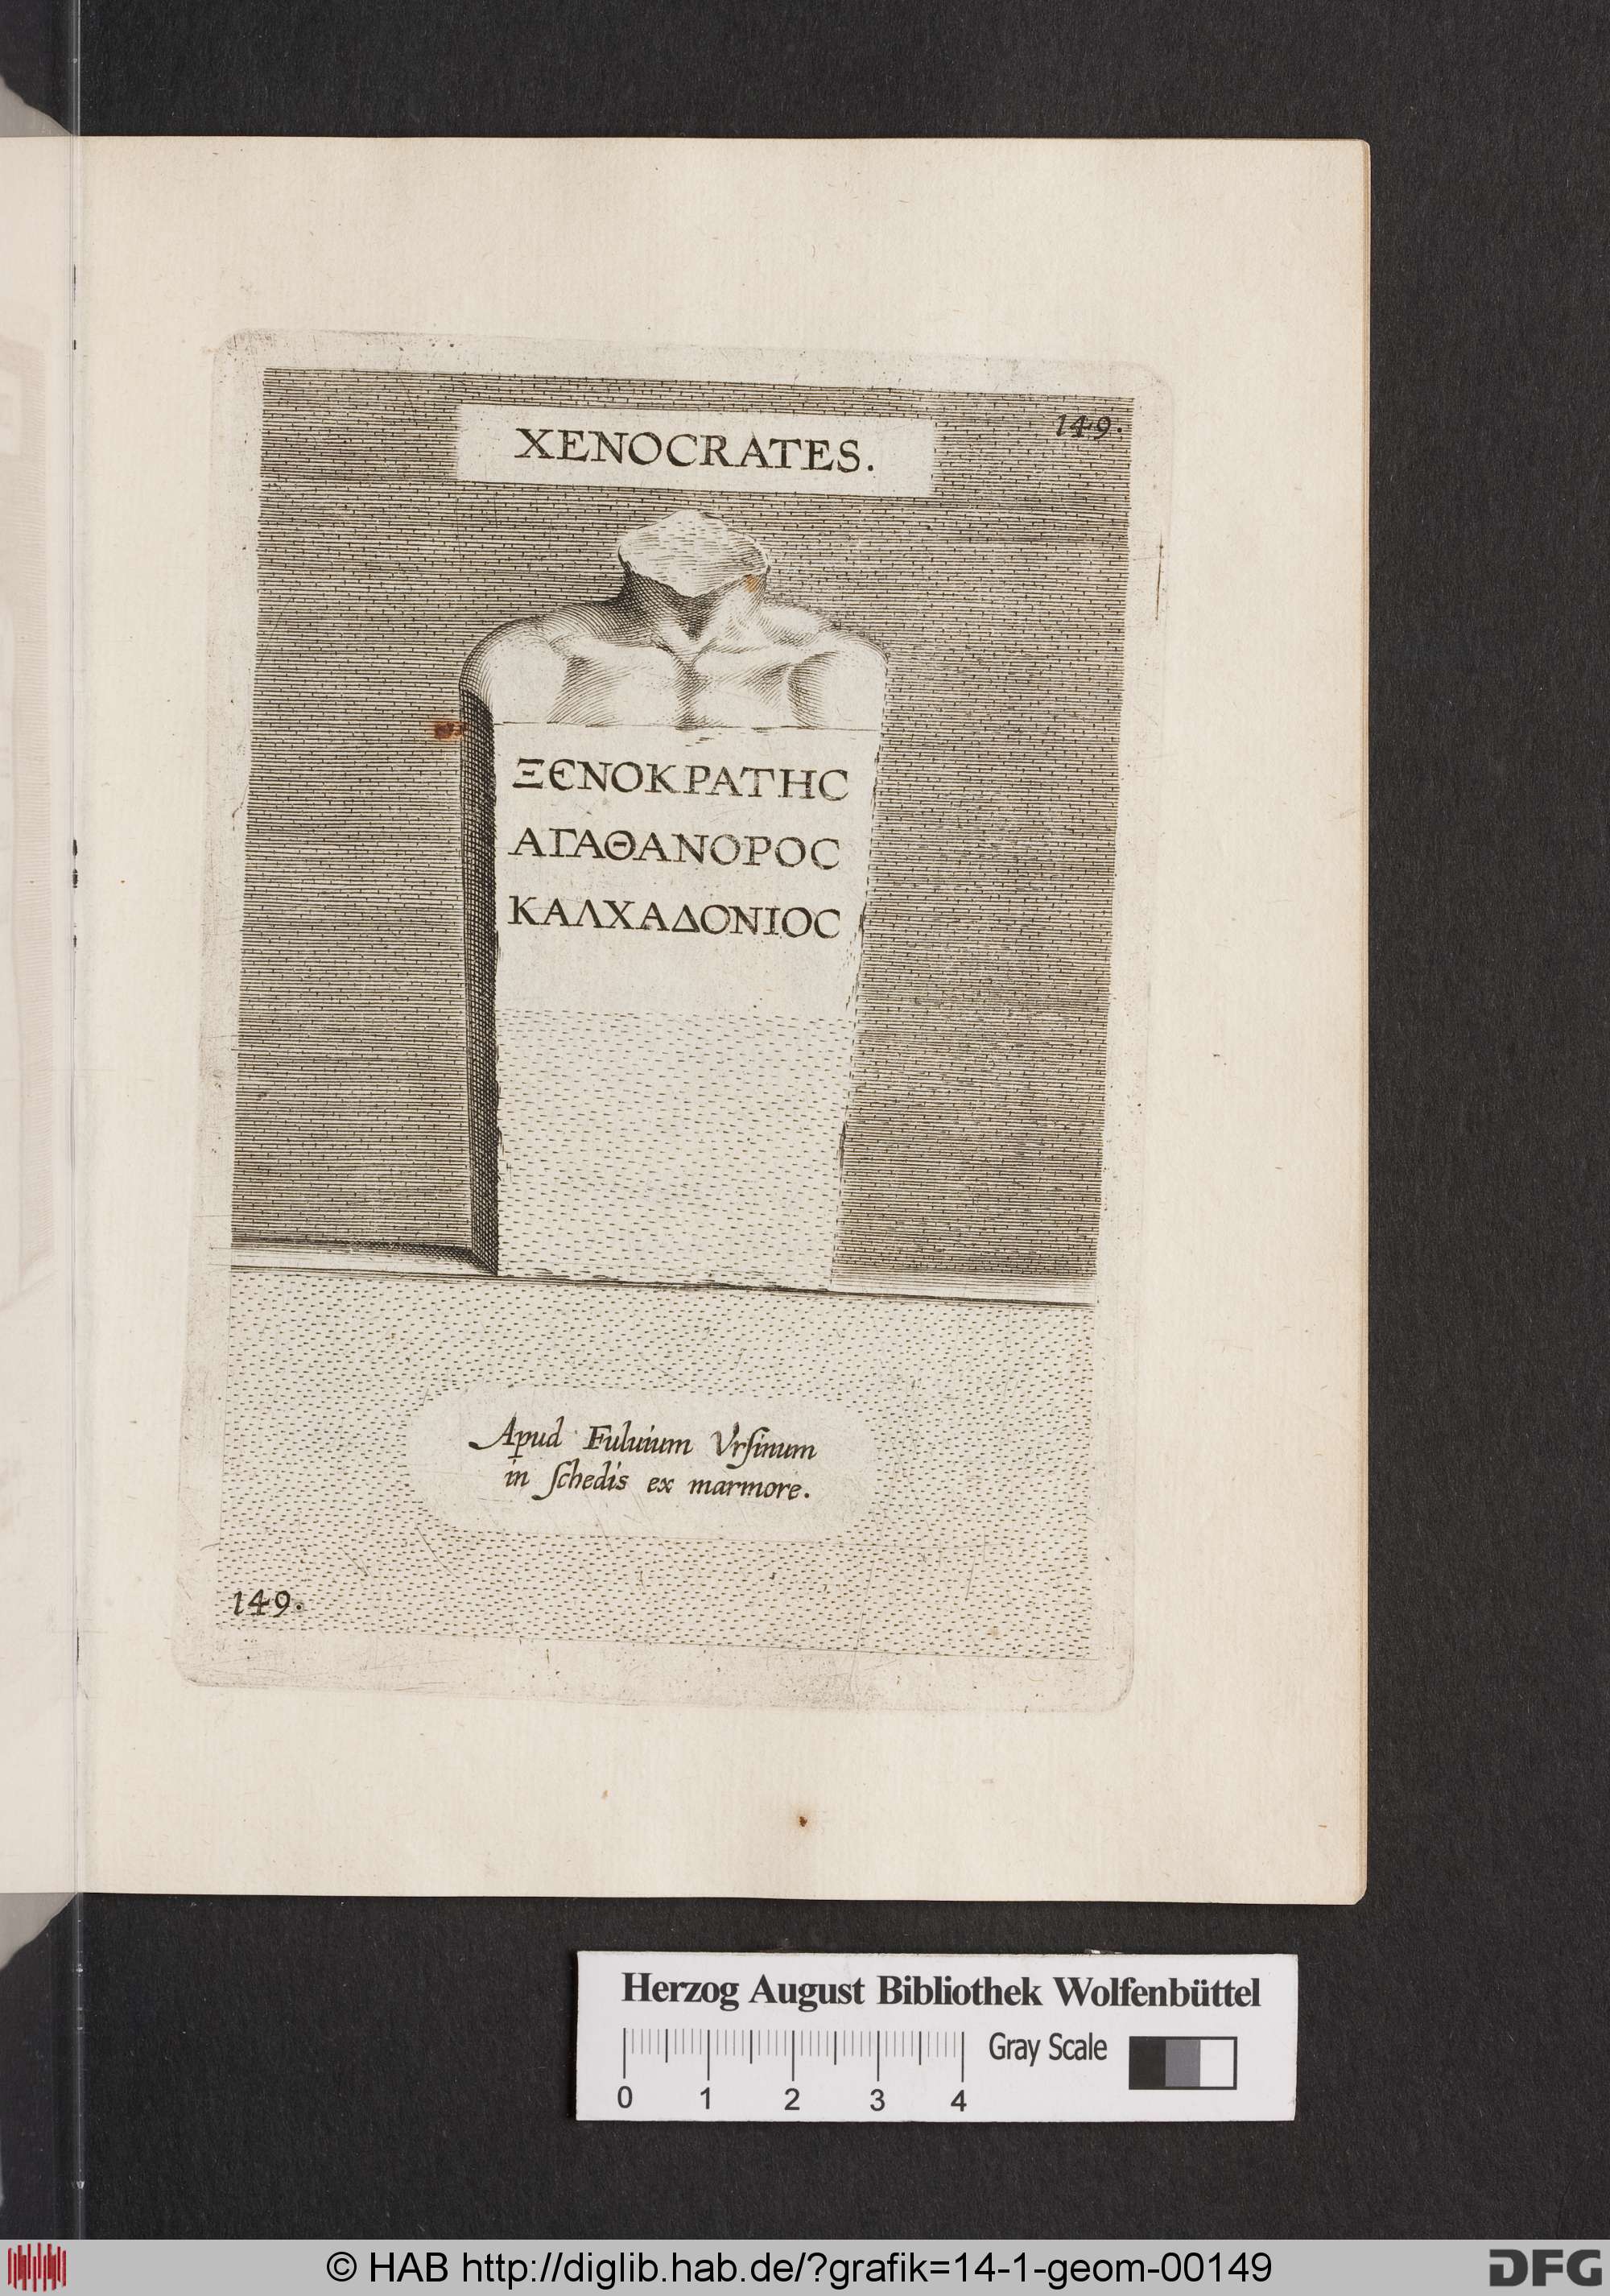 XENOCRATES.
149.
ΞЄΝΟΚΡΑΤΗϹ
ΑΓΑΘΑΝΟΡΟϹ
ΚΑΛΧΑΔΟΝΙΟϹ
Apud Fuluium Vrſinum
in ſchedis ex marmore.
149.
Herzog August Bibliothek Wolfenbüttel
Gray Scale
0 1 2 3 4
© HAB http://diglib.hab.de/?grafik=14-1-geom-00149
DFG